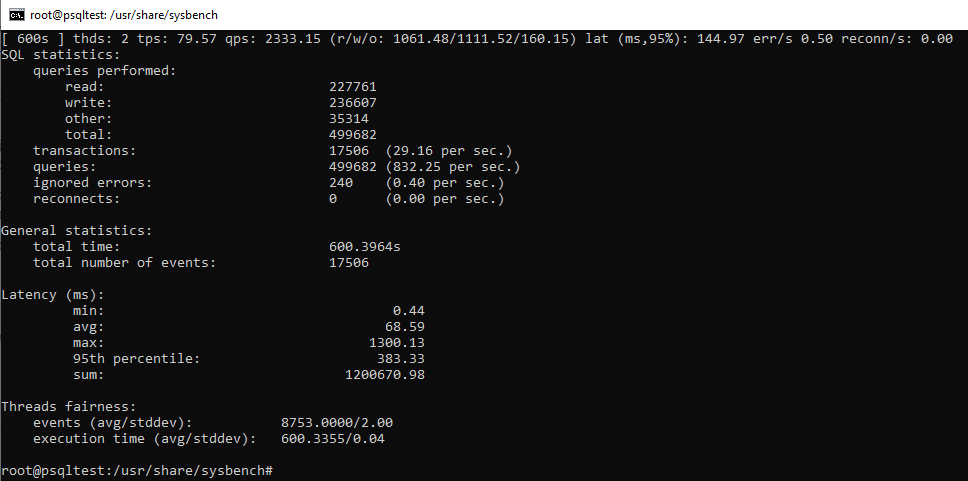 root@psqltest: /usr/share/sysbench
[ 600s ] thds: 2 tps: 79.57 qps: 2333.15 (r/w/o: 1061.48/1111.52/160.15) lat (ms,95%): 144.97 err/s 0.50 reconn/s: 0.00
SQL statistics:
    queries performed:
        read:                            227761
        write:                           236607
        other:                           35314
        total:                           499682
    transactions:                        17506  (29.16 per sec.)
    queries:                             499682 (832.25 per sec.)
    ignored errors:                      240    (0.40 per sec.)
    reconnects:                          0      (0.00 per sec.)

General statistics:
    total time:                          600.3964s
    total number of events:              17506

Latency (ms):
         min:                                    0.44
         avg:                                   68.59
         max:                                 1300.13
         95th percentile:                      383.33
         sum:                              1200670.98

Threads fairness:
    events (avg/stddev):           8753.0000/2.00
    execution time (avg/stddev):   600.3355/0.04

root@psqltest:/usr/share/sysbench#